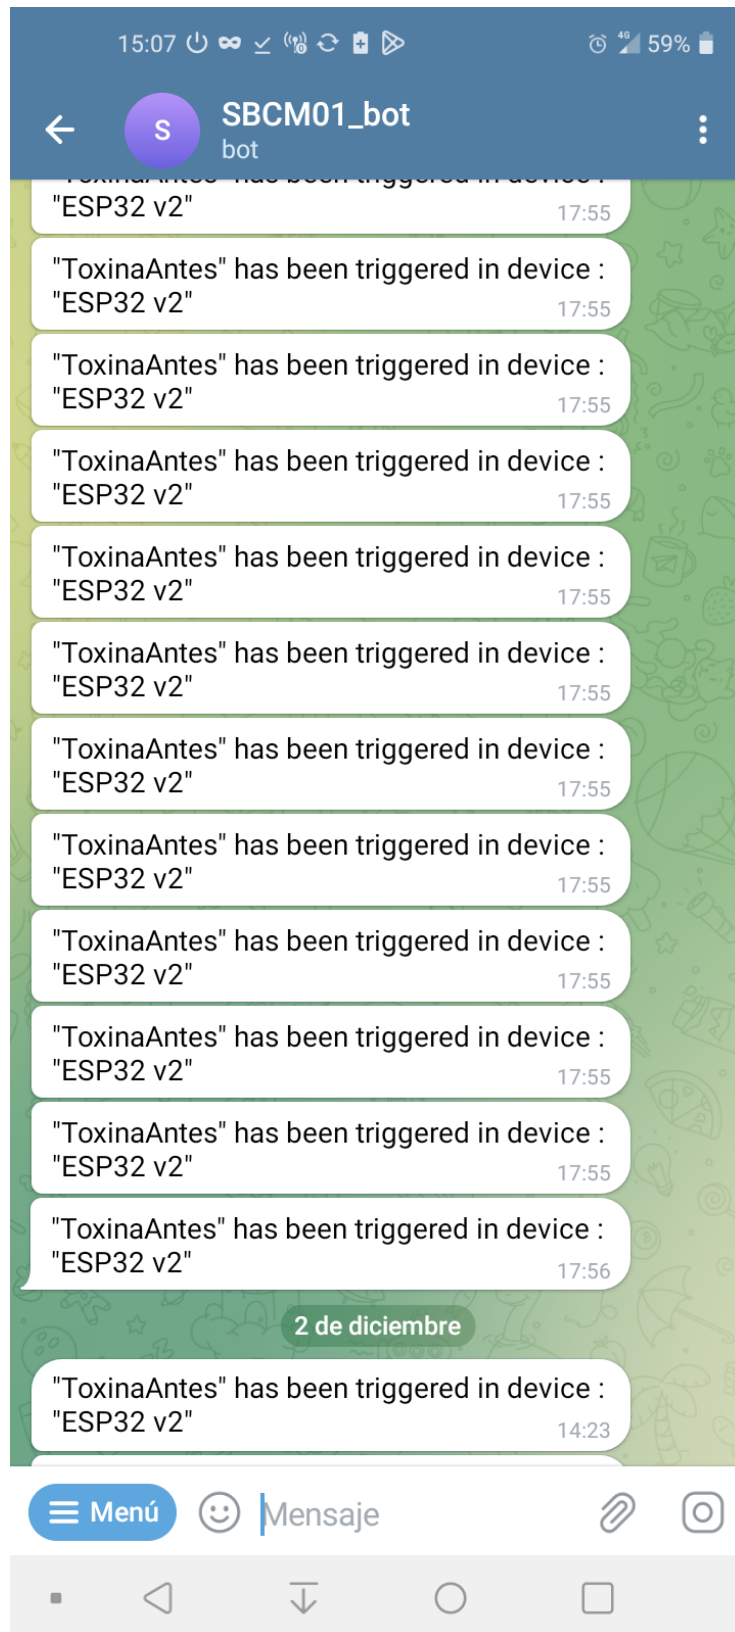 15:07 4G 59%
S SBCM01_bot
bot
"ToxinaAntes" has been triggered in device :
"ESP32 v2" 17:55
"ToxinaAntes" has been triggered in device :
"ESP32 v2" 17:55
"ToxinaAntes" has been triggered in device :
"ESP32 v2" 17:55
"ToxinaAntes" has been triggered in device :
"ESP32 v2" 17:55
"ToxinaAntes" has been triggered in device :
"ESP32 v2" 17:55
"ToxinaAntes" has been triggered in device :
"ESP32 v2" 17:55
"ToxinaAntes" has been triggered in device :
"ESP32 v2" 17:55
"ToxinaAntes" has been triggered in device :
"ESP32 v2" 17:55
"ToxinaAntes" has been triggered in device :
"ESP32 v2" 17:55
"ToxinaAntes" has been triggered in device :
"ESP32 v2" 17:55
"ToxinaAntes" has been triggered in device :
"ESP32 v2" 17:55
"ToxinaAntes" has been triggered in device :
"ESP32 v2" 17:56
2 de diciembre
"ToxinaAntes" has been triggered in device :
"ESP32 v2" 14:23
Menú Mensaje